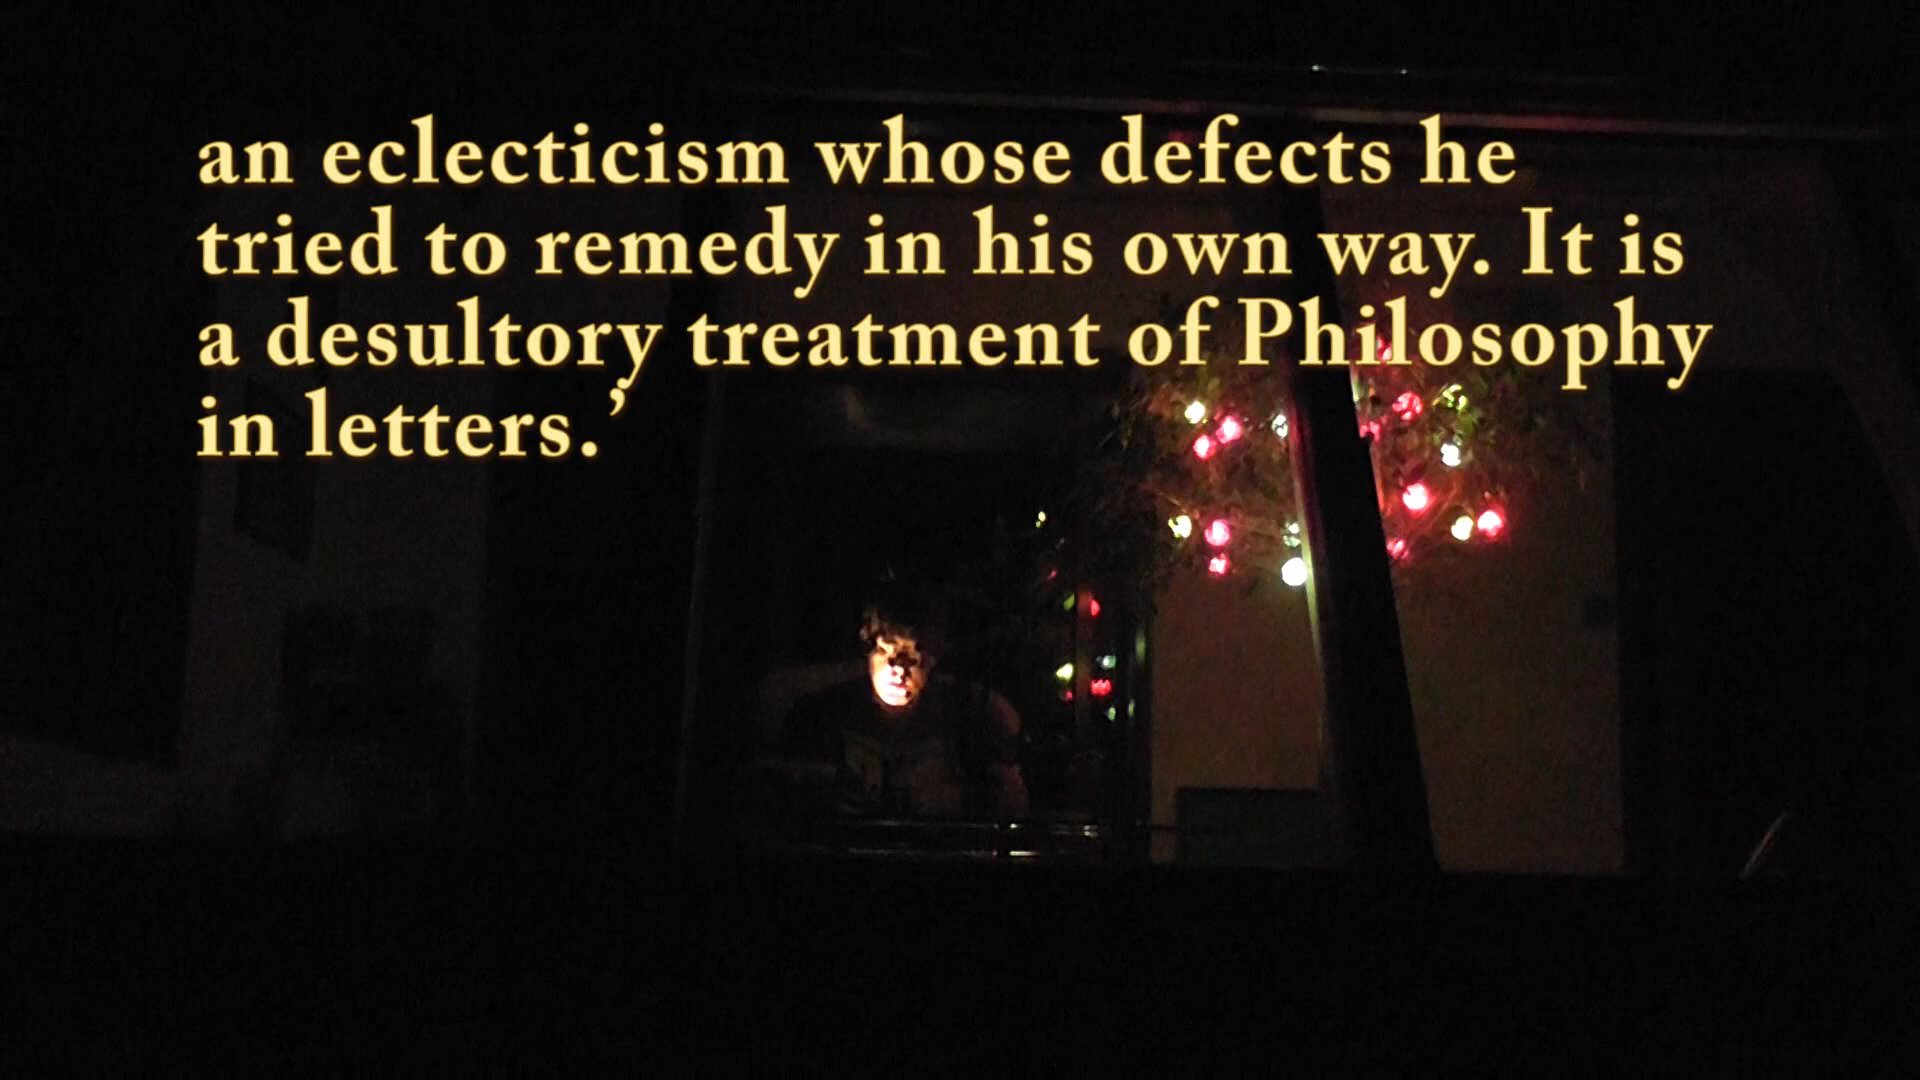 an eclecticism whose defects he
tried to remedy in his own way. It is
a desultory treatment of Philosophy
in letters.’